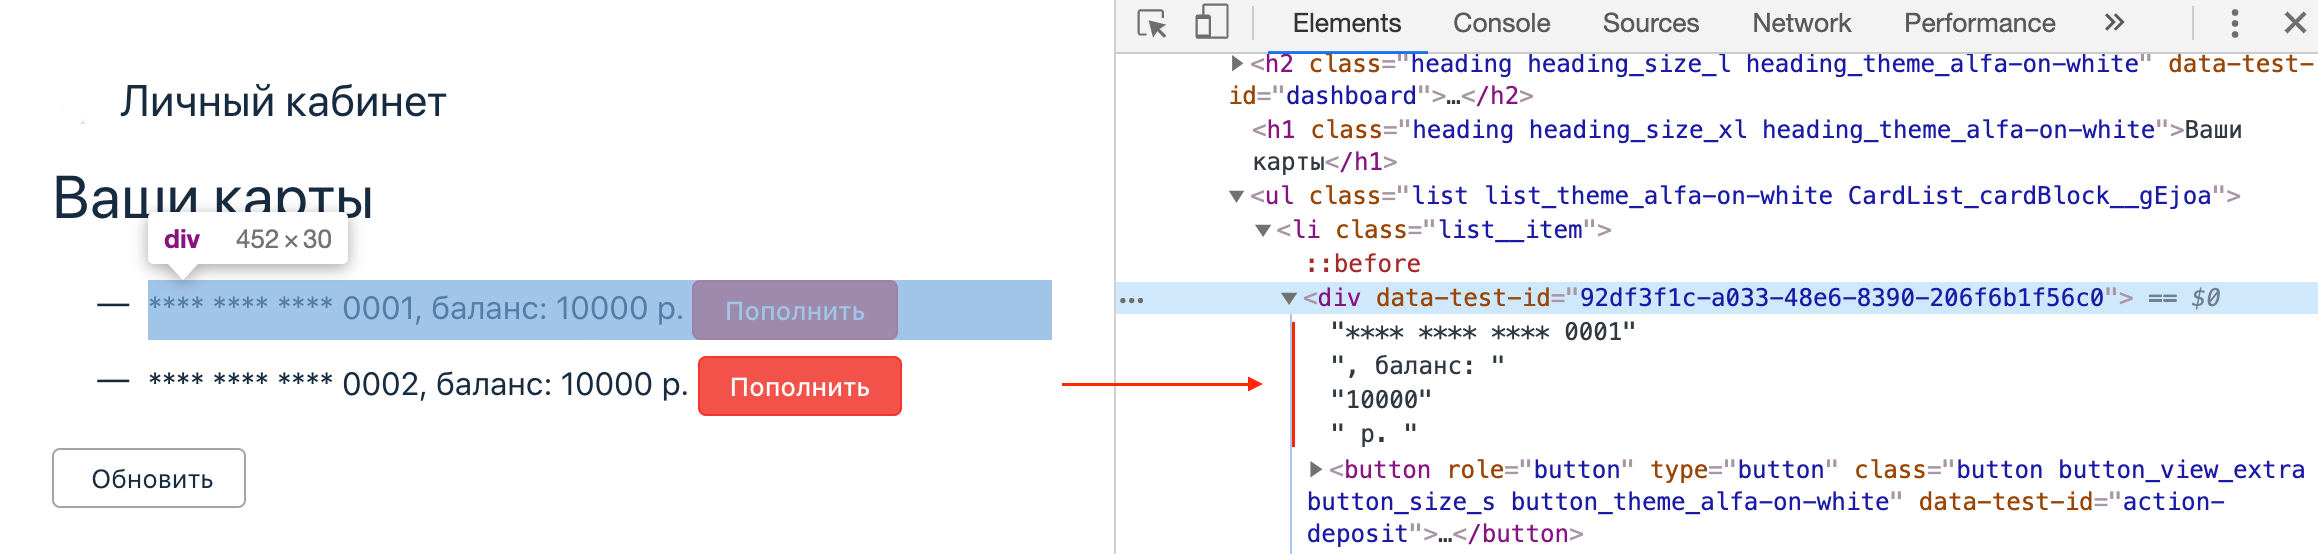 Личный кабинет
Ваши карты
div 452 × 30
— **** **** **** 0001, баланс: 10000 р. Пополнить
— **** **** **** 0002, баланс: 10000 р. Пополнить
Обновить
Elements Console Sources Network Performance »
<h2 class="heading heading_size_l heading_theme_alfa-on-white" data-test-
id="dashboard">…</h2>
<h1 class="heading heading_size_xl heading_theme_alfa-on-white">Ваши
карты</h1>
<ul class="list list_theme_alfa-on-white CardList_cardBlock__gEjoa">
<li class="list__item">
::before
<div data-test-id="92df3f1c-a033-48e6-8390-206f6b1f56c0"> == $0
"**** **** **** 0001"
", баланс: "
"10000"
" р. "
<button role="button" type="button" class="button button_view_extra
button_size_s button_theme_alfa-on-white" data-test-id="action-
deposit">…</button>